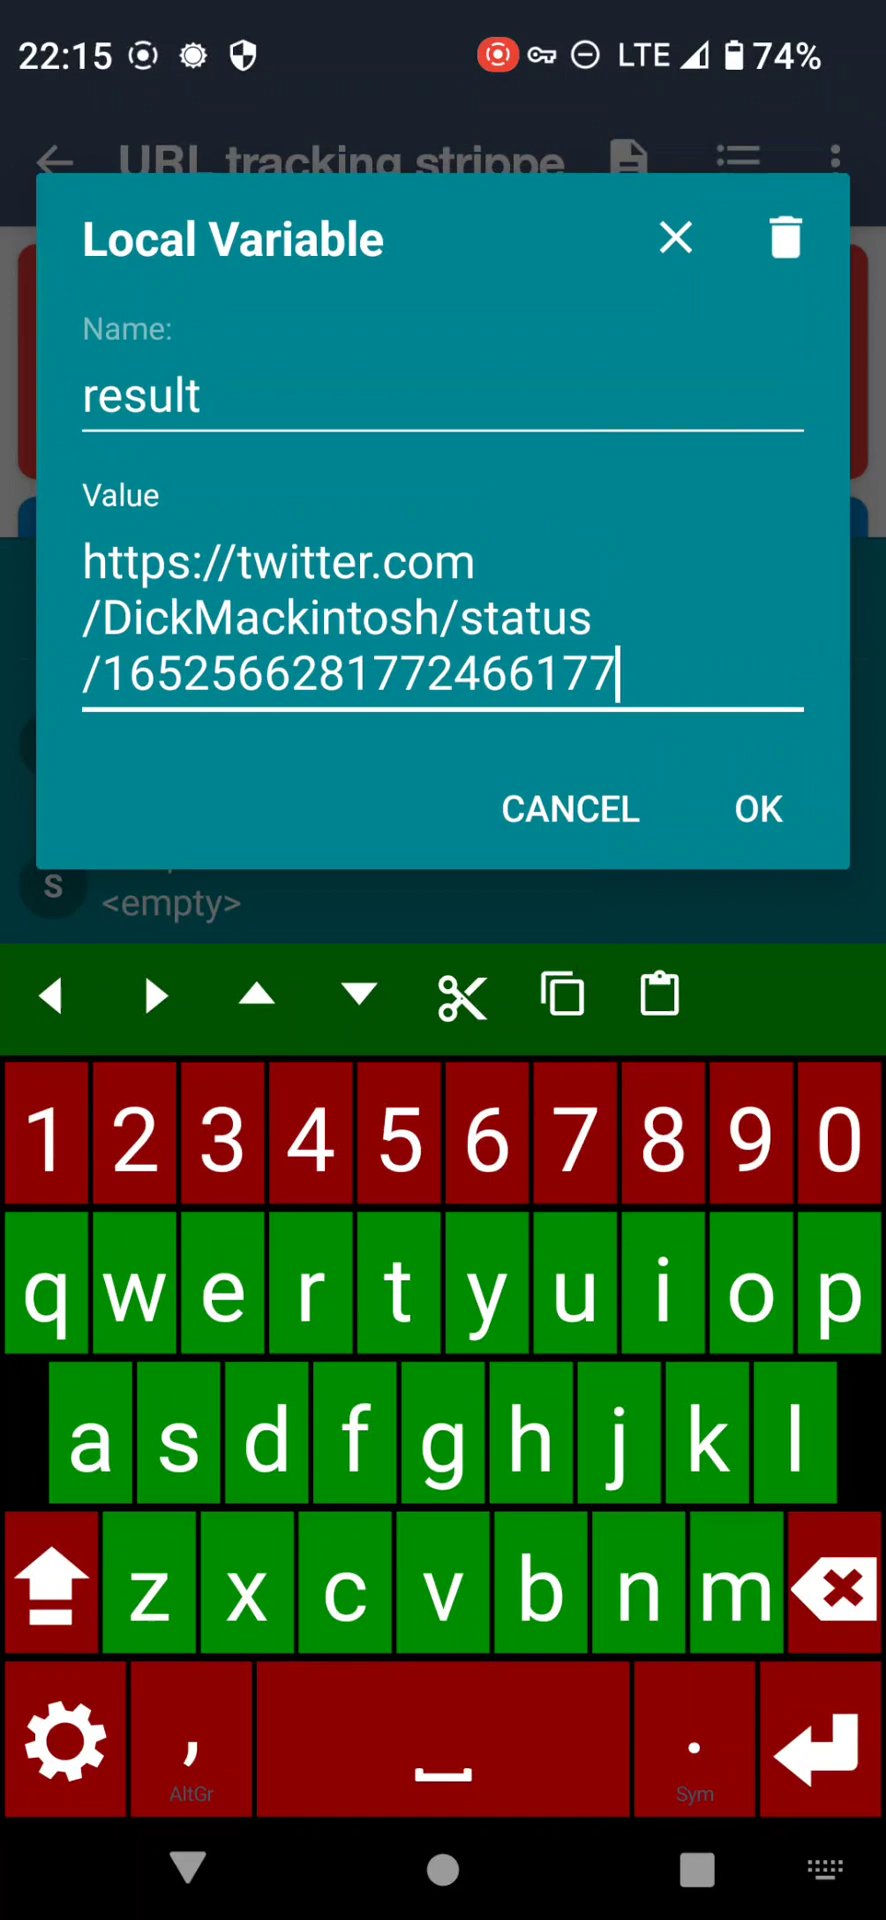 22:15 LTE 74%
URL tracking strippe
Local Variable
Name:
result
Value
https://twitter.com
/DickMackintosh/status
/1652566281772466177
CANCEL OK
S
<empty>
1 2 3 4 5 6 7 8 9 0
q w e r t y u i o p
a s d f g h j k l
z x c v b n m
, .
AltGr Sym